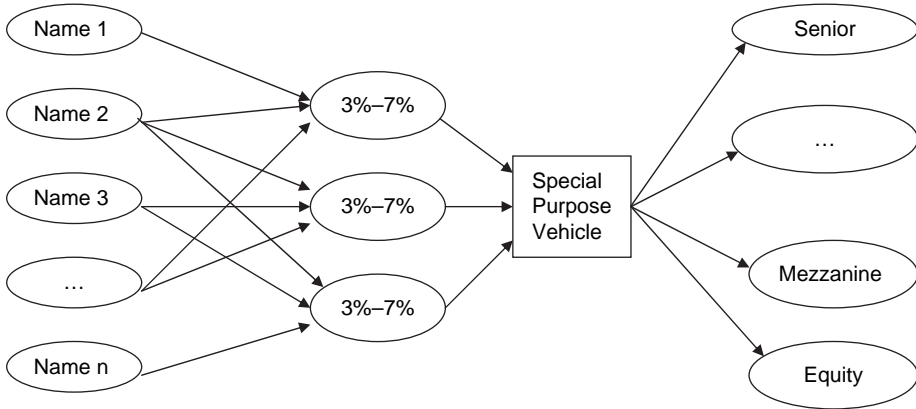 Name 1
Name 2
Name 3
…
Name n
3%–7%
3%–7%
3%–7%
Special
Purpose
Vehicle
Senior
…
Mezzanine
Equity